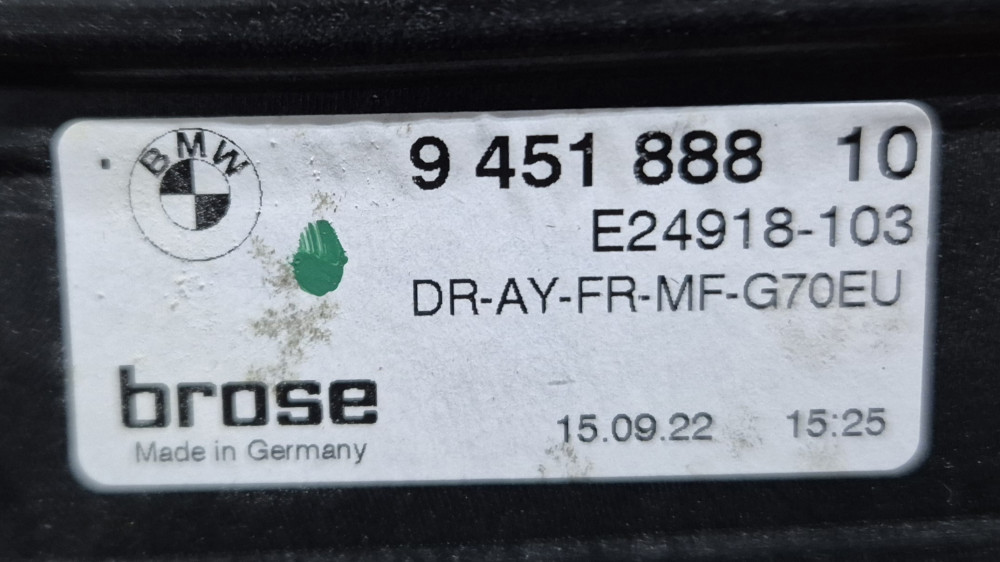 BMW
9 451 888 10
E24918-103
DR-AY-FR-MF-G70EU
brose
Made in Germany
15.09.22 15:25